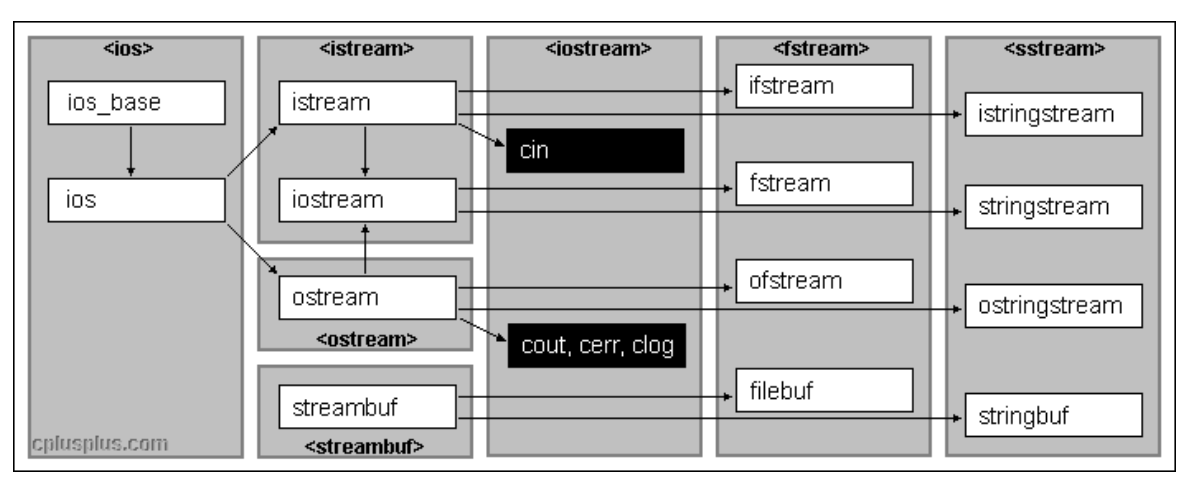 <ios>
ios_base
ios
<istream>
istream
iostream
ostream
<ostream>
streambuf
<streambuf>
<iostream>
cin
cout, cerr, clog
<fstream>
ifstream
fstream
ofstream
filebuf
<sstream>
istringstream
stringstream
ostringstream
stringbuf
cplusplus.com